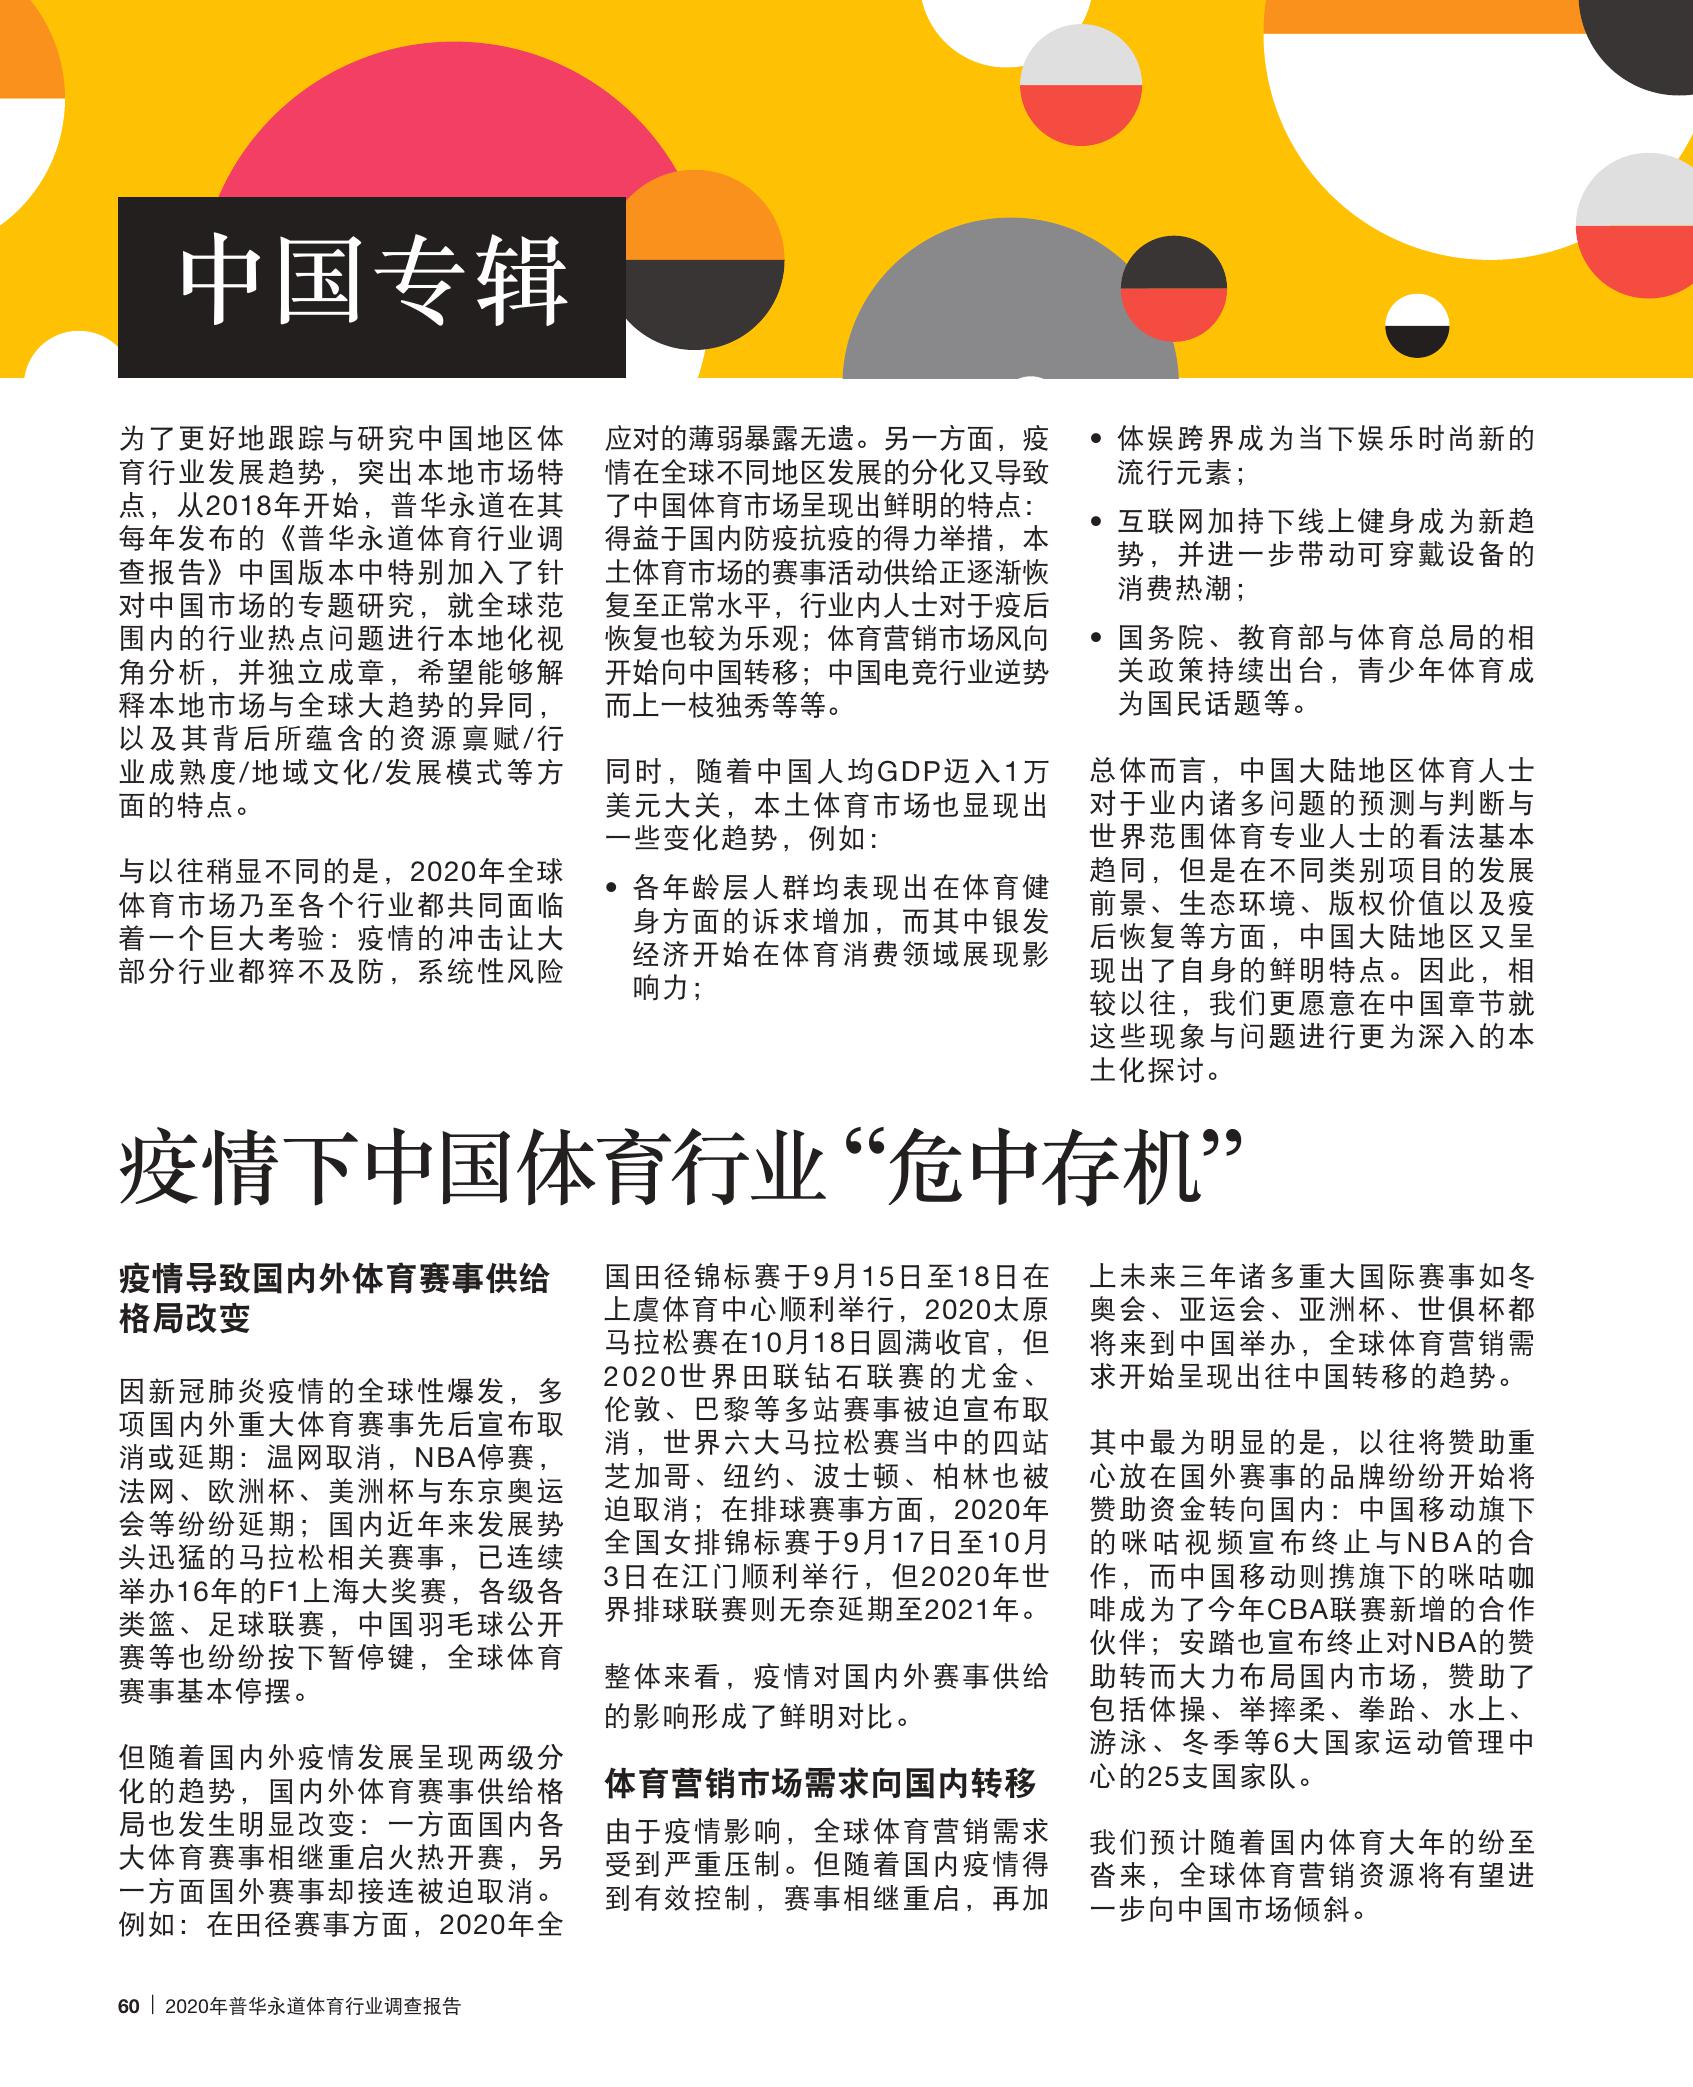 中国专辑
为了更好地跟踪与研究中国地区体
育行业发展趋势，突出本地市场特
点，从2018年开始，普华永道在其
每年发布的《普华永道体育行业调
查报告》中国版本中特别加入了针
对中国市场的专题研究，就全球范
围内的行业热点问题进行本地化视
角分析，并独立成章，希望能够解
释本地市场与全球大趋势的异同，
以及其背后所蕴含的资源禀赋/行
业成熟度/地域文化/发展模式等方
面的特点。
与以往稍显不同的是，2020年全球
体育市场乃至各个行业都共同面临
着一个巨大考验：疫情的冲击让大
部分行业都猝不及防，系统性风险
应对的薄弱暴露无遗。另一方面，疫
情在全球不同地区发展的分化又导致
了中国体育市场呈现出鲜明的特点：
得益于国内防疫抗疫的得力举措，本
土体育市场的赛事活动供给正逐渐恢
复至正常水平，行业内人士对于疫后
恢复也较为乐观；体育营销市场风向
开始向中国转移；中国电竞行业逆势
而上一枝独秀等等。
同时，随着中国人均GDP迈入1万
美元大关，本土体育市场也显现出
一些变化趋势，例如：
• 各年龄层人群均表现出在体育健
身方面的诉求增加，而其中银发
经济开始在体育消费领域展现影
响力；
• 体娱跨界成为当下娱乐时尚新的
流行元素；
• 互联网加持下线上健身成为新趋
势，并进一步带动可穿戴设备的
消费热潮；
• 国务院、教育部与体育总局的相
关政策持续出台，青少年体育成
为国民话题等。
总体而言，中国大陆地区体育人士
对于业内诸多问题的预测与判断与
世界范围体育专业人士的看法基本
趋同，但是在不同类别项目的发展
前景、生态环境、版权价值以及疫
后恢复等方面，中国大陆地区又呈
现出了自身的鲜明特点。因此，相
较以往，我们更愿意在中国章节就
这些现象与问题进行更为深入的本
土化探讨。
疫情下中国体育行业“危中存机”
疫情导致国内外体育赛事供给
格局改变
因新冠肺炎疫情的全球性爆发，多
项国内外重大体育赛事先后宣布取
消或延期：温网取消，NBA停赛，
法网、欧洲杯、美洲杯与东京奥运
会等纷纷延期；国内近年来发展势
头迅猛的马拉松相关赛事，已连续
举办16年的F1上海大奖赛，各级各
类篮、足球联赛，中国羽毛球公开
赛等也纷纷按下暂停键，全球体育
赛事基本停摆。
但随着国内外疫情发展呈现两级分
化的趋势，国内外体育赛事供给格
局也发生明显改变：一方面国内各
大体育赛事相继重启火热开赛，另
一方面国外赛事却接连被迫取消。
例如：在田径赛事方面，2020年全
国田径锦标赛于9月15日至18日在
上虞体育中心顺利举行，2020太原
马拉松赛在10月18日圆满收官，但
2020世界田联钻石联赛的尤金、
伦敦、巴黎等多站赛事被迫宣布取
消，世界六大马拉松赛当中的四站
芝加哥、纽约、波士顿、柏林也被
迫取消；在排球赛事方面，2020年
全国女排锦标赛于9月17日至10月
3日在江门顺利举行，但2020年世
界排球联赛则无奈延期至2021年。
整体来看，疫情对国内外赛事供给
的影响形成了鲜明对比。
体育营销市场需求向国内转移
由于疫情影响，全球体育营销需求
受到严重压制。但随着国内疫情得
到有效控制，赛事相继重启，再加
上未来三年诸多重大国际赛事如冬
奥会、亚运会、亚洲杯、世俱杯都
将来到中国举办，全球体育营销需
求开始呈现出往中国转移的趋势。
其中最为明显的是，以往将赞助重
心放在国外赛事的品牌纷纷开始将
赞助资金转向国内：中国移动旗下
的咪咕视频宣布终止与NBA的合
作，而中国移动则携旗下的咪咕咖
啡成为了今年CBA联赛新增的合作
伙伴；安踏也宣布终止对NBA的赞
助转而大力布局国内市场，赞助了
包括体操、举摔柔、拳跆、水上、
游泳、冬季等6大国家运动管理中
心的25支国家队。
我们预计随着国内体育大年的纷至
沓来，全球体育营销资源将有望进
一步向中国市场倾斜。
60 | 2020年普华永道体育行业调查报告